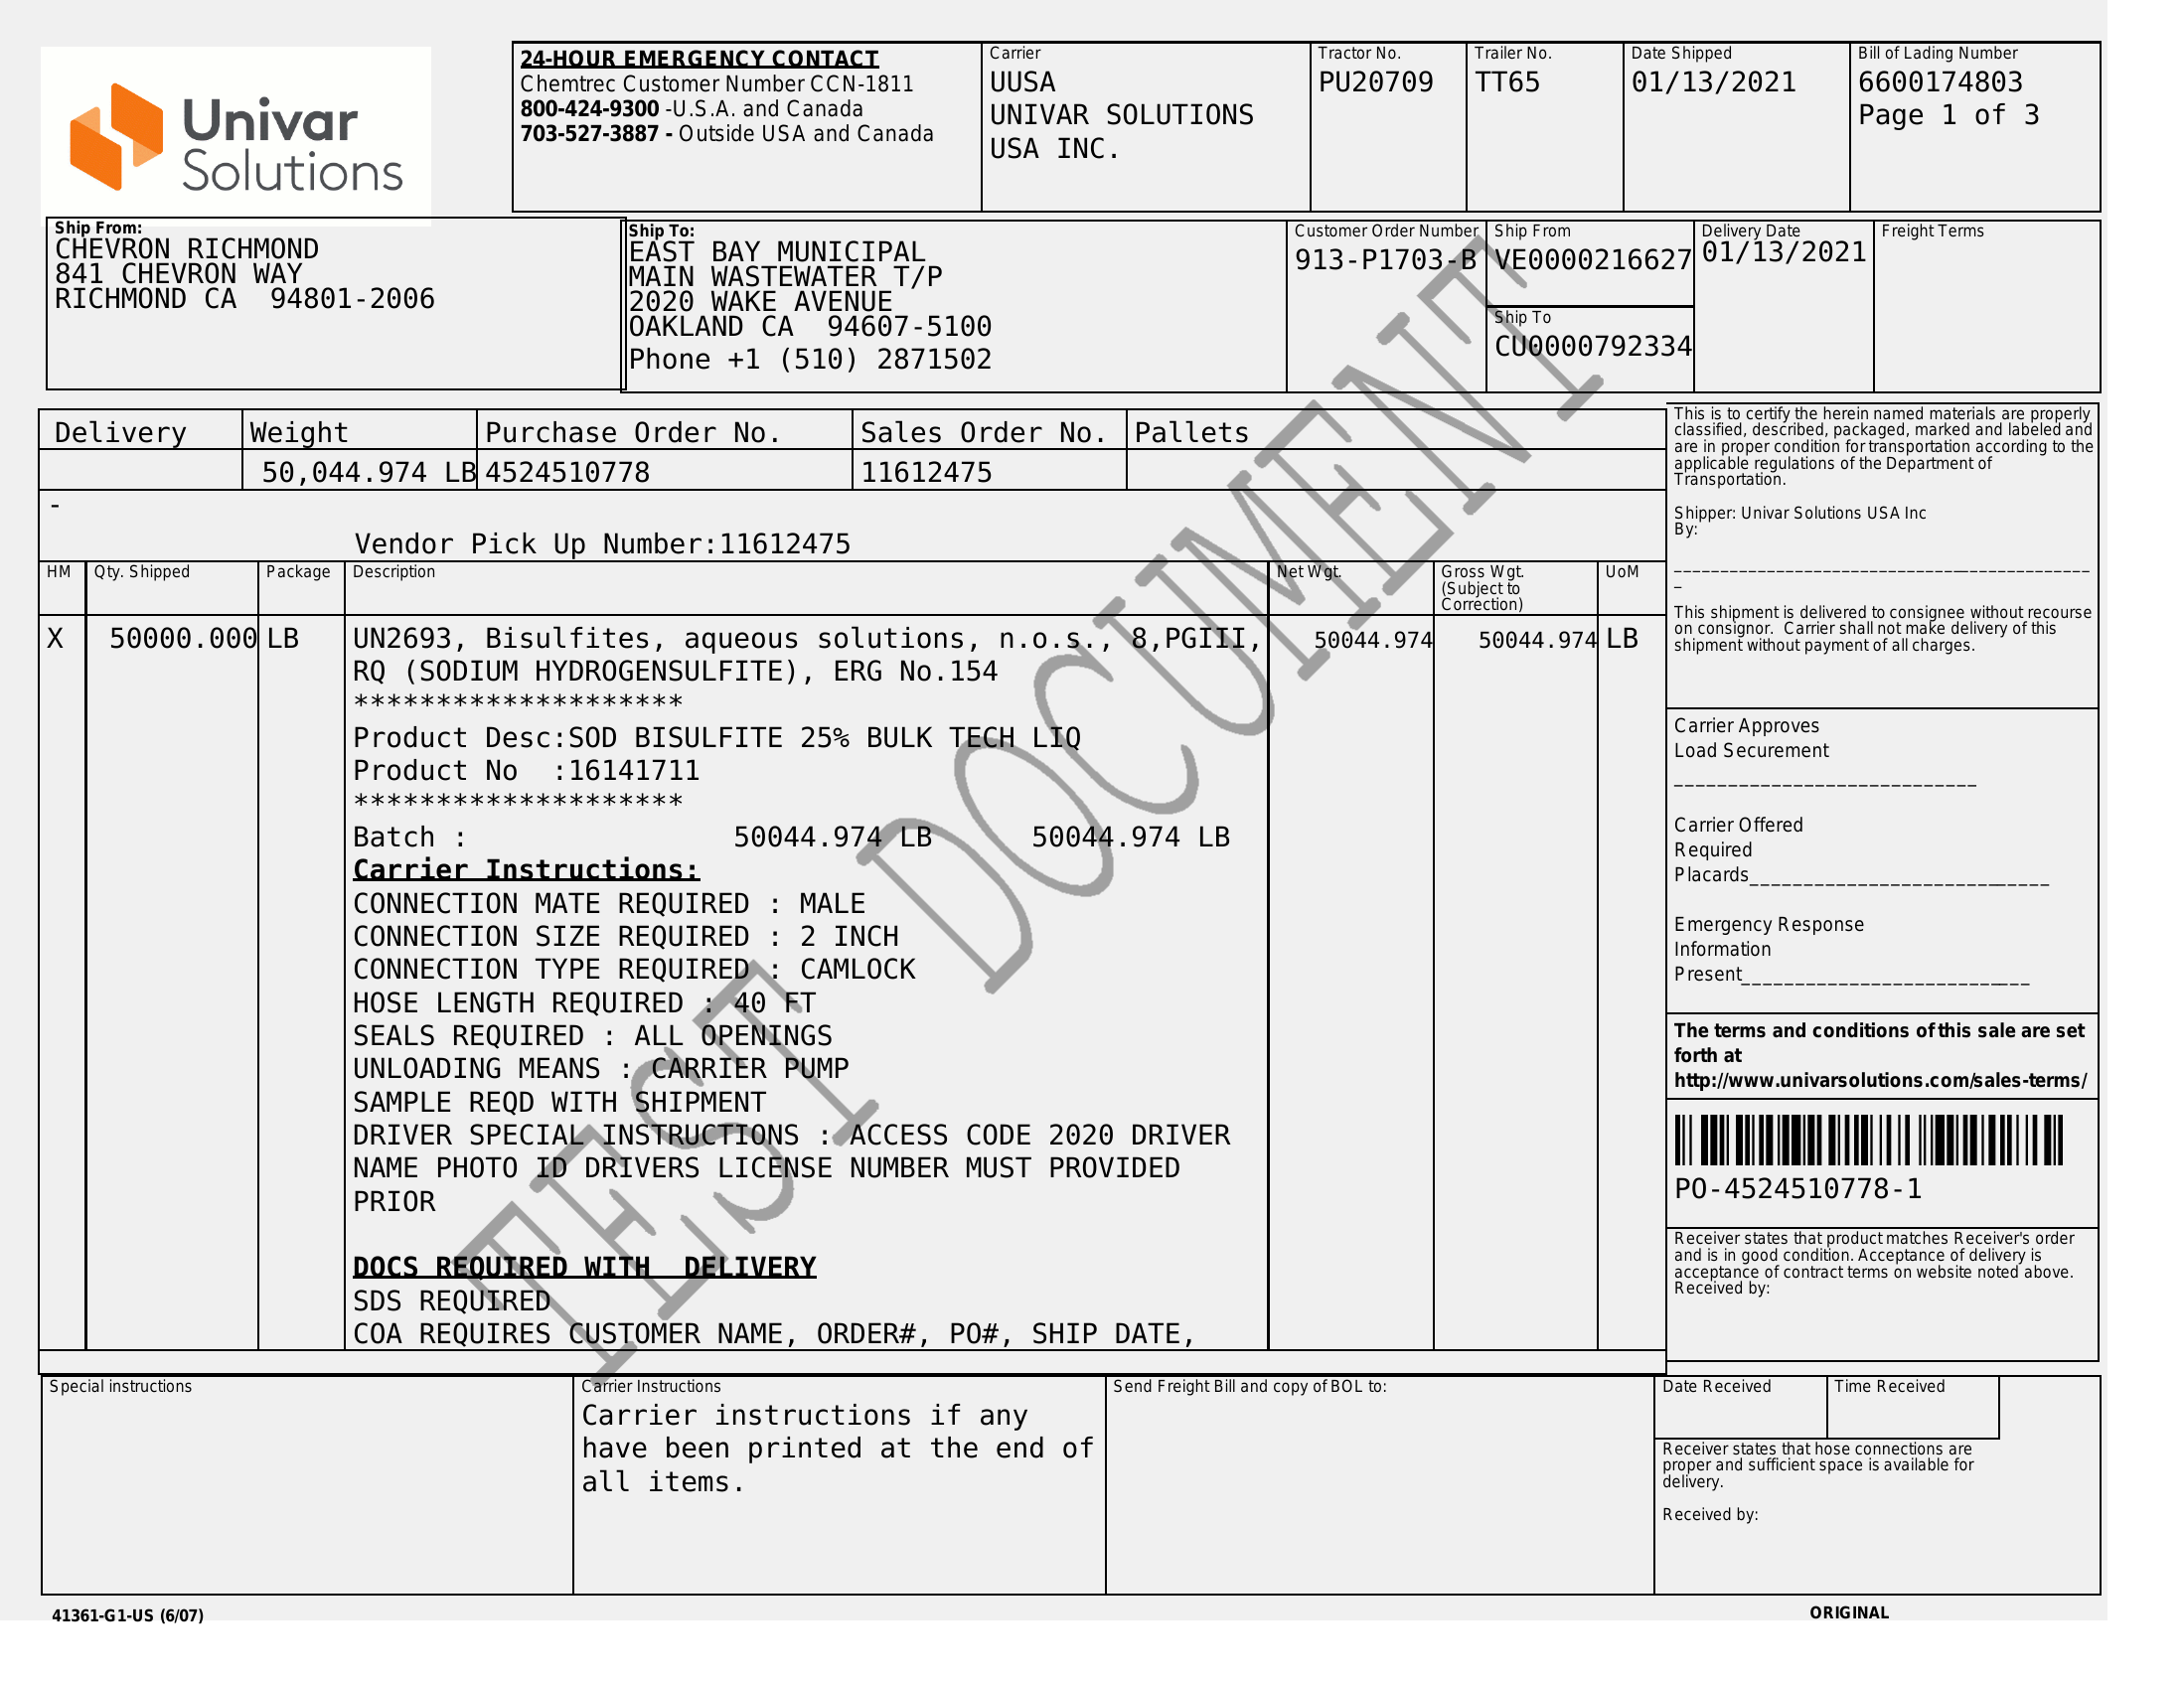 Univar
Solutions
24-HOUR EMERGENCY CONTACT
Chemtrec Customer Number CCN-1811
800-424-9300 -U.S.A. and Canada
703-527-3887 - Outside USA and Canada
Carrier
UUSA
UNIVAR SOLUTIONS
USA INC.
Tractor No.
PU20709
Trailer No.
TT65
Date Shipped
01/13/2021
Bill of Lading Number
6600174803
Page 1 of 3
Ship From:
CHEVRON RICHMOND
841 CHEVRON WAY
RICHMOND CA  94801-2006
Ship To:
EAST BAY MUNICIPAL
MAIN WASTEWATER T/P
2020 WAKE AVENUE
OAKLAND CA  94607-5100
Phone +1 (510) 2871502
Customer Order Number
913-P1703-B
Ship From
VE0000216627
Ship To
CU0000792334
Delivery Date
01/13/2021
Freight Terms
Delivery Weight Purchase Order No. Sales Order No. Pallets
50,044.974 LB 4524510778 11612475
-
Vendor Pick Up Number:11612475
HM Qty. Shipped Package Description Net Wgt. Gross Wgt. UoM
(Subject to
Correction)
X 50000.000 LB UN2693, Bisulfites, aqueous solutions, n.o.s., 8,PGIII, 50044.974 50044.974 LB
RQ (SODIUM HYDROGENSULFITE), ERG No.154
********************
Product Desc:SOD BISULFITE 25% BULK TECH LIQ
Product No  :16141711
********************
Batch : 50044.974 LB 50044.974 LB
Carrier Instructions:
CONNECTION MATE REQUIRED : MALE
CONNECTION SIZE REQUIRED : 2 INCH
CONNECTION TYPE REQUIRED : CAMLOCK
HOSE LENGTH REQUIRED : 40 FT
SEALS REQUIRED : ALL OPENINGS
UNLOADING MEANS : CARRIER PUMP
SAMPLE REQD WITH SHIPMENT
DRIVER SPECIAL INSTRUCTIONS : ACCESS CODE 2020 DRIVER
NAME PHOTO ID DRIVERS LICENSE NUMBER MUST PROVIDED
PRIOR
DOCS REQUIRED WITH  DELIVERY
SDS REQUIRED
COA REQUIRES CUSTOMER NAME, ORDER#, PO#, SHIP DATE,
TEST DOCUMENT
This is to certify the herein named materials are properly
classified, described, packaged, marked and labeled and
are in proper condition for transportation according to the
applicable regulations of the Department of
Transportation.
Shipper: Univar Solutions USA Inc
By:
This shipment is delivered to consignee without recourse
on consignor.  Carrier shall not make delivery of this
shipment without payment of all charges.
Carrier Approves
Load Securement
Carrier Offered
Required
Placards____________________________
Emergency Response
Information
Present___________________________
The terms and conditions of this sale are set
forth at
http://www.univarsolutions.com/sales-terms/
PO-4524510778-1
Receiver states that product matches Receiver's order
and is in good condition. Acceptance of delivery is
acceptance of contract terms on website noted above.
Received by:
Special instructions
Carrier Instructions
Carrier instructions if any
have been printed at the end of
all items.
Send Freight Bill and copy of BOL to:
Date Received
Time Received
Receiver states that hose connections are
proper and sufficient space is available for
delivery.
Received by:
41361-G1-US (6/07)
ORIGINAL